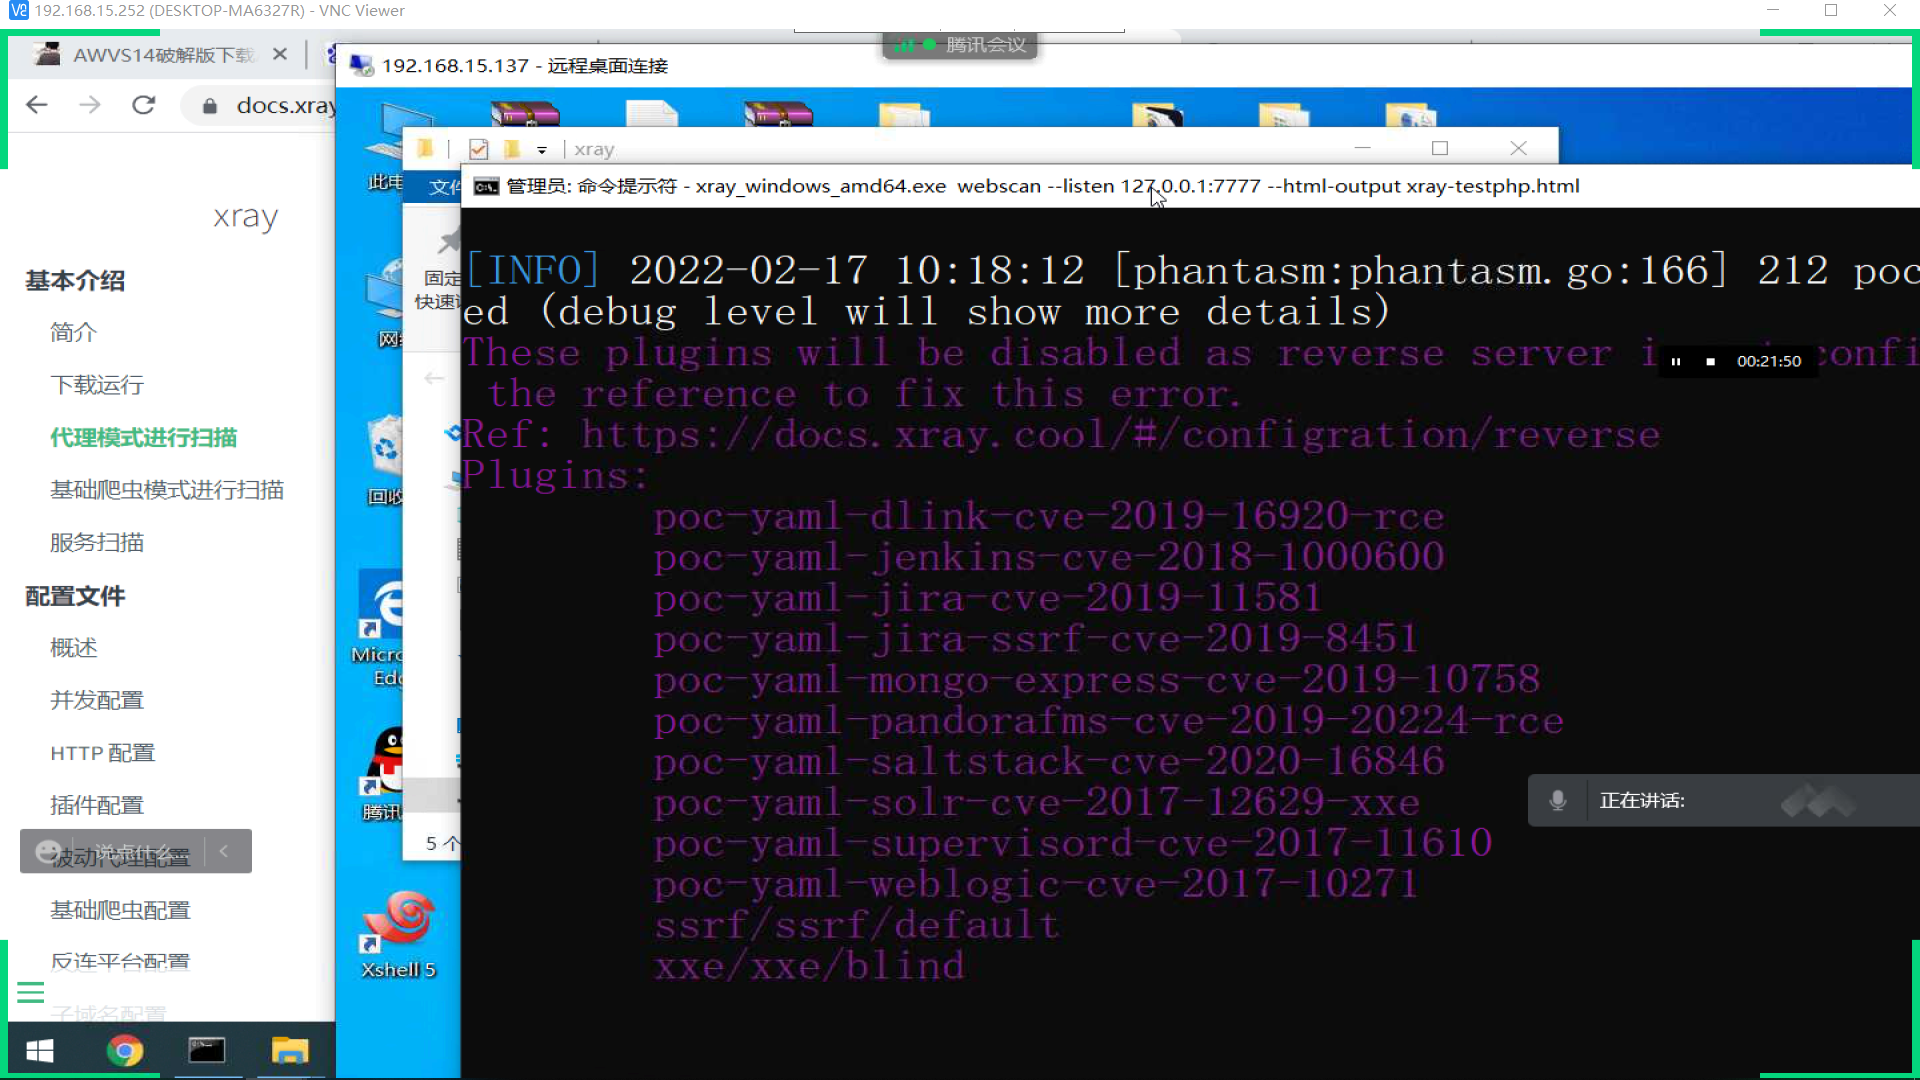 192.168.15.252 (DESKTOP-MA6327R) - VNC Viewer
AWVS14破解版下载
腾讯会议
192.168.15.137 - 远程桌面连接
docs.xray
xray
此电
文件
管理员: 命令提示符 - xray_windows_amd64.exe  webscan --listen 127.0.0.1:7777 --html-output xray-testphp.html
xray
基本介绍
简介
下载运行
代理模式进行扫描
基础爬虫模式进行扫描
服务扫描
配置文件
概述
并发配置
HTTP 配置
插件配置
被动代理配置
说点什么...
基础爬虫配置
反连平台配置
子域名配置
固定
快速
网
回收
Micro
Edg
腾讯
5 个
Xshell 5
[INFO] 2022-02-17 10:18:12 [phantasm:phantasm.go:166] 212 poc
ed (debug level will show more details)
These plugins will be disabled as reverse server i confi
the reference to fix this error.
Ref: https://docs.xray.cool/#/configration/reverse
Plugins:
poc-yaml-dlink-cve-2019-16920-rce
poc-yaml-jenkins-cve-2018-1000600
poc-yaml-jira-cve-2019-11581
poc-yaml-jira-ssrf-cve-2019-8451
poc-yaml-mongo-express-cve-2019-10758
poc-yaml-pandorafms-cve-2019-20224-rce
poc-yaml-saltstack-cve-2020-16846
poc-yaml-solr-cve-2017-12629-xxe
poc-yaml-supervisord-cve-2017-11610
poc-yaml-weblogic-cve-2017-10271
ssrf/ssrf/default
xxe/xxe/blind
00:21:50
正在讲话: